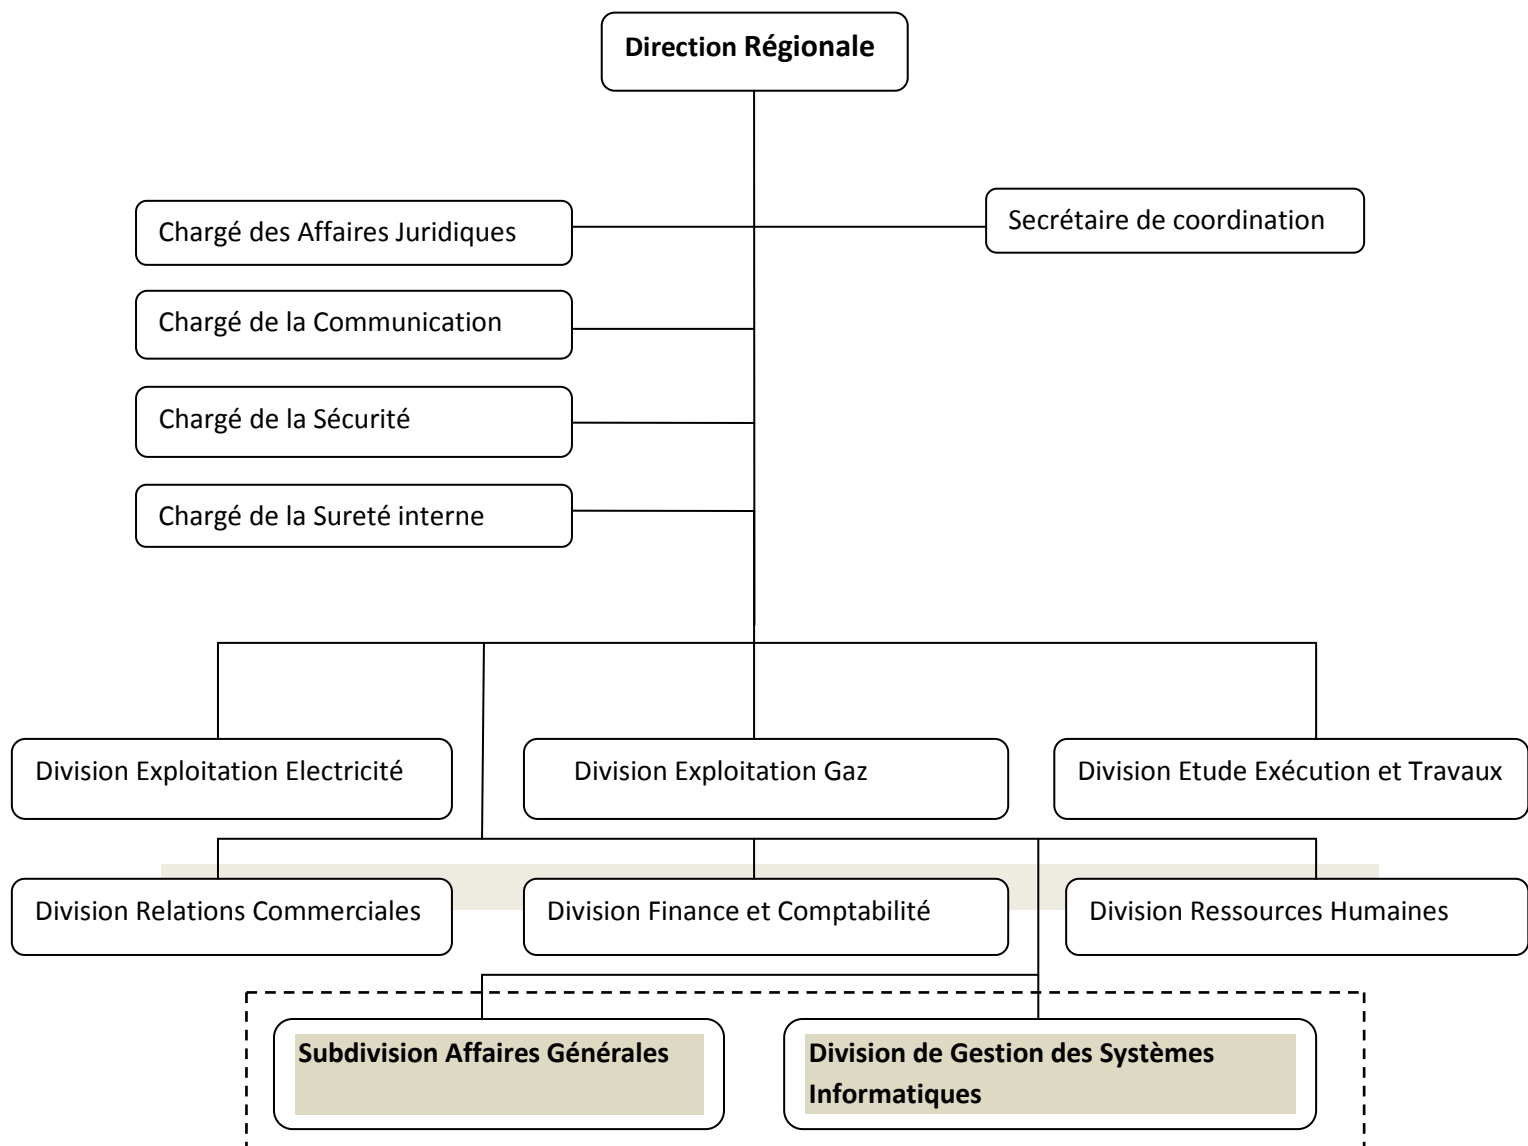 Direction Régionale
Chargé des Affaires Juridiques
Secrétaire de coordination
Chargé de la Communication
Chargé de la Sécurité
Chargé de la Sureté interne
Division Exploitation Electricité
Division Exploitation Gaz
Division Etude Exécution et Travaux
Division Relations Commerciales
Division Finance et Comptabilité
Division Ressources Humaines
Subdivision Affaires Générales
Division de Gestion des Systèmes
Informatiques